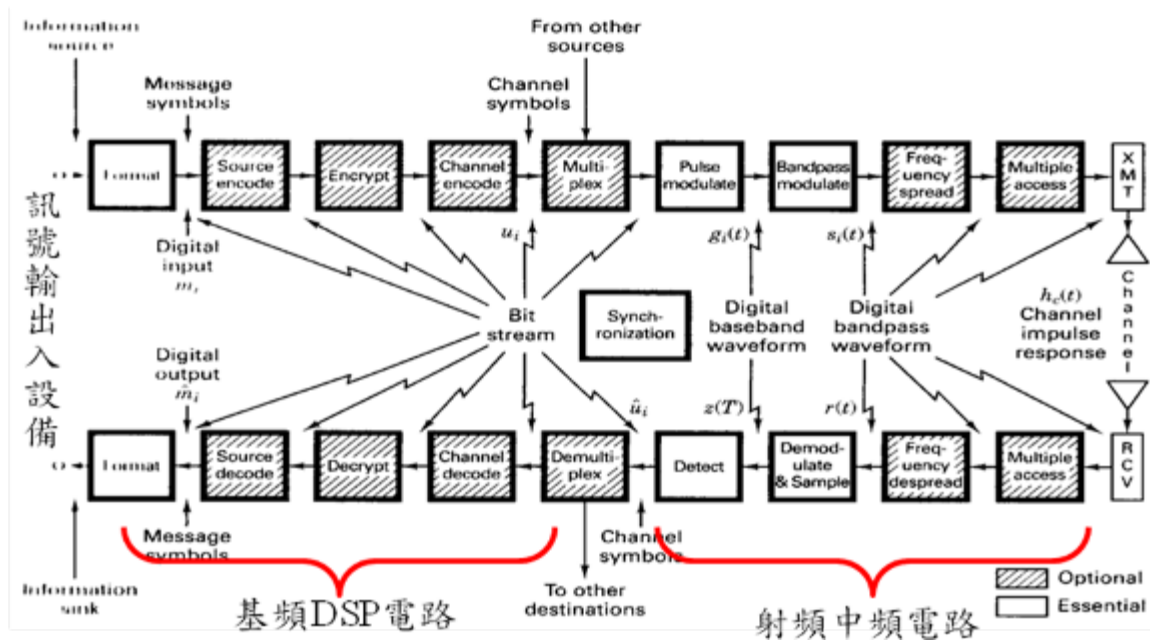 Information
source
From other
sources
Message
symbols
Channel
symbols
Format
Source
encode
Encrypt
Channel
encode
Multi-
plex
Pulse
modulate
Bandpass
modulate
Freq-
uency
spread
Multiple
access
X
M
T
訊號輸出入設備
Digital
input
m_i
u_i
g_i(t)
s_i(t)
Bit
stream
Synch-
ronization
Digital
baseband
waveform
Digital
bandpass
waveform
h_c(t)
Channel
impulse
response
Channel
Digital
output
m̂_i
û_i
z(T)
r(t)
Format
Source
decode
Decrypt
Channel
decode
Demulti-
plex
Detect
Demod-
ulate
& Sample
Freq-
uency
despread
Multiple
access
R
C
V
Message
symbols
Channel
symbols
Information
sink
To other
destinations
Optional
Essential
基頻DSP電路
射頻中頻電路